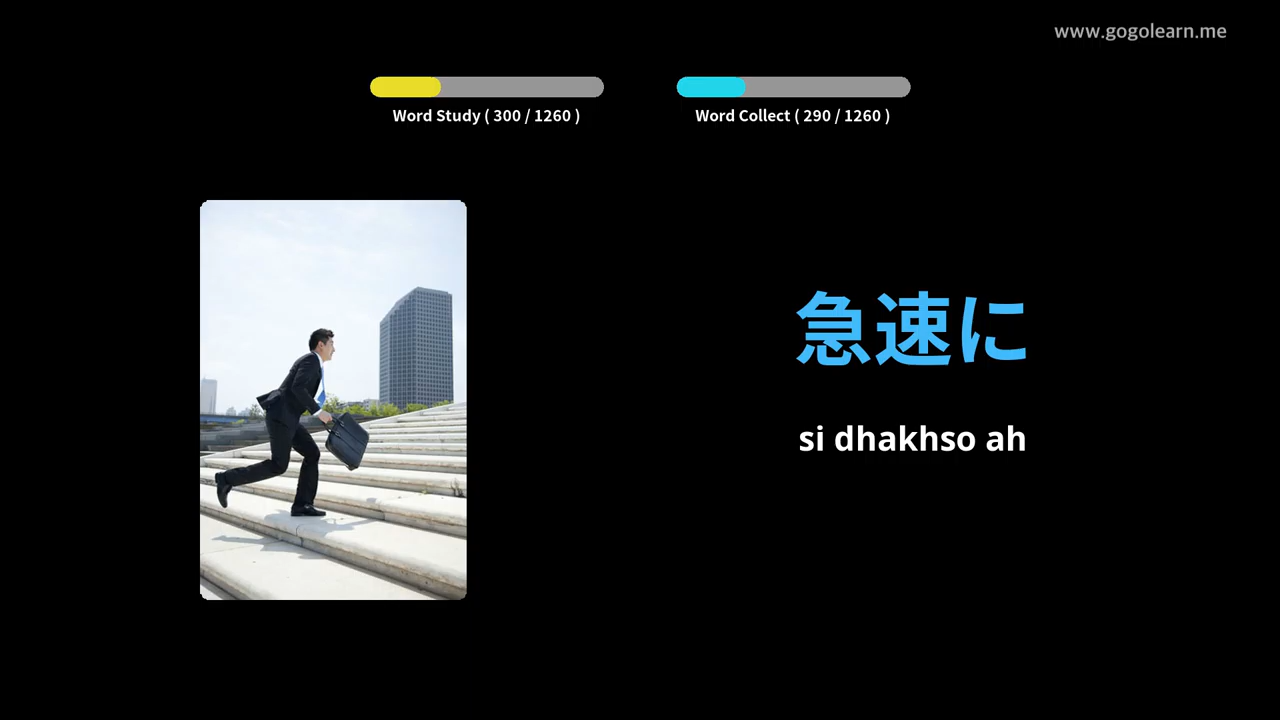 www.gogolearn.me
Word Study ( 300 / 1260 )
Word Collect ( 290 / 1260 )
急速に
si dhakhso ah